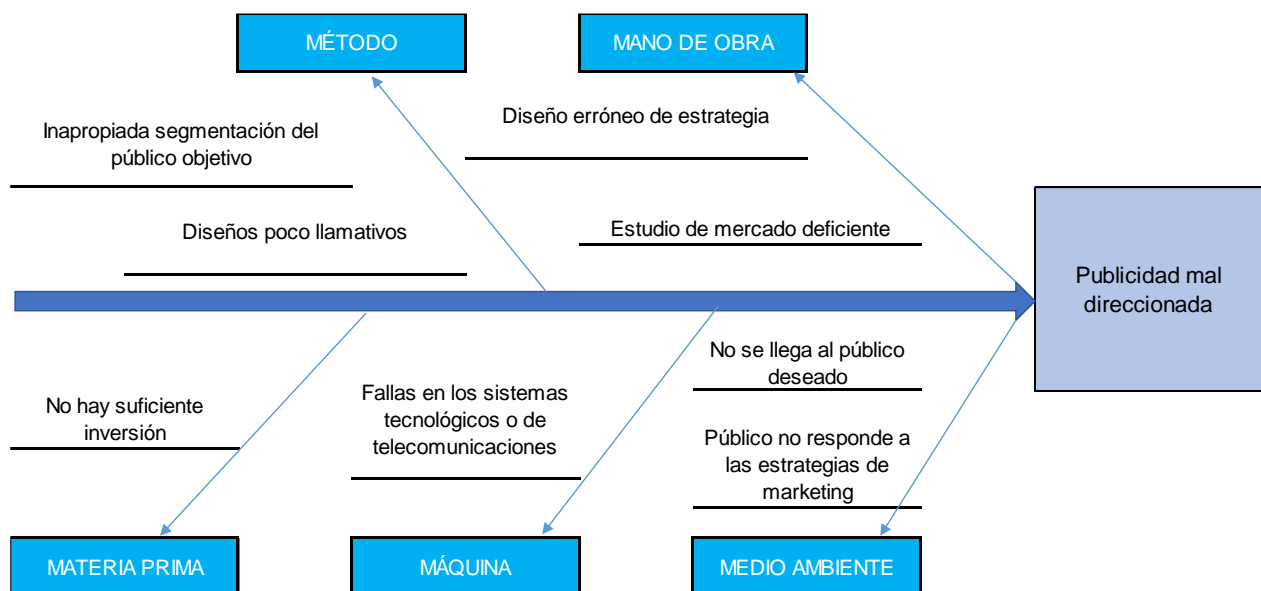 MÉTODO
MANO DE OBRA
Inapropiada segmentación del
público objetivo
Diseño erróneo de estrategia
Diseños poco llamativos
Estudio de mercado deficiente
Publicidad mal
direccionada
No hay suficiente
inversión
Fallas en los sistemas
tecnológicos o de
telecomunicaciones
No se llega al público
deseado
Público no responde a
las estrategias de
marketing
MATERIA PRIMA
MÁQUINA
MEDIO AMBIENTE